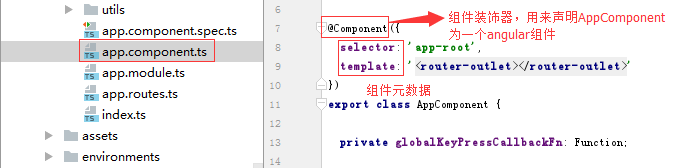 utils
app.component.spec.ts
app.component.ts
app.module.ts
app.routes.ts
index.ts
assets
environments
7 @Component({
8 selector: 'app-root',
9 template: '<router-outlet></router-outlet>'
10 })
11 export class AppComponent {
12
13 private globalKeyPressCallbackFn: Function;
组件装饰器，用来声明AppComponent
为一个angular组件
组件元数据